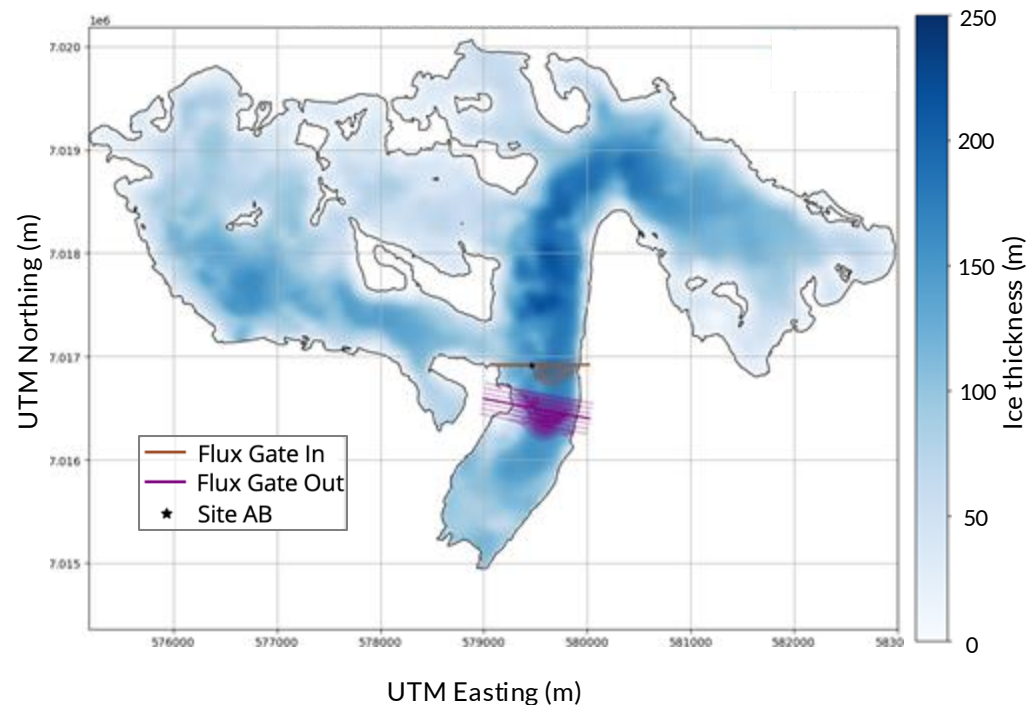 1e6
7.020
7.019
7.018
7.017
7.016
7.015
UTM Northing (m)
Flux Gate In
Flux Gate Out
Site AB
576000
577000
578000
579000
580000
581000
582000
5830
UTM Easting (m)
250
200
150
100
50
0
Ice thickness (m)